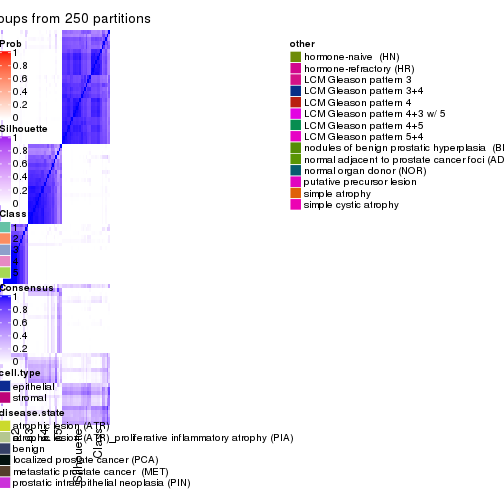 oups from 250 partitions
Prob
1
0.8
0.6
0.4
0.2
0
Silhouette
1
0.8
0.6
0.4
0.2
0
Class
1
2
3
4
5
Consensus
1
0.8
0.6
0.4
0.2
0
cell.type
epithelial
stromal
disease.state
atrophic lesion (ATR)
atrophic lesion (ATR)_proliferative inflammatory atrophy (PIA)
benign
localized prostate cancer (PCA)
metastatic prostate cancer (MET)
prostatic intraepithelial neoplasia (PIN)
Silhouette
Class
other
hormone-naive (HN)
hormone-refractory (HR)
LCM Gleason pattern 3
LCM Gleason pattern 3+4
LCM Gleason pattern 4
LCM Gleason pattern 4+3 w/ 5
LCM Gleason pattern 4+5
LCM Gleason pattern 5+4
nodules of benign prostatic hyperplasia (B
normal adjacent to prostate cancer foci (AD
normal organ donor (NOR)
putative precursor lesion
simple atrophy
simple cystic atrophy